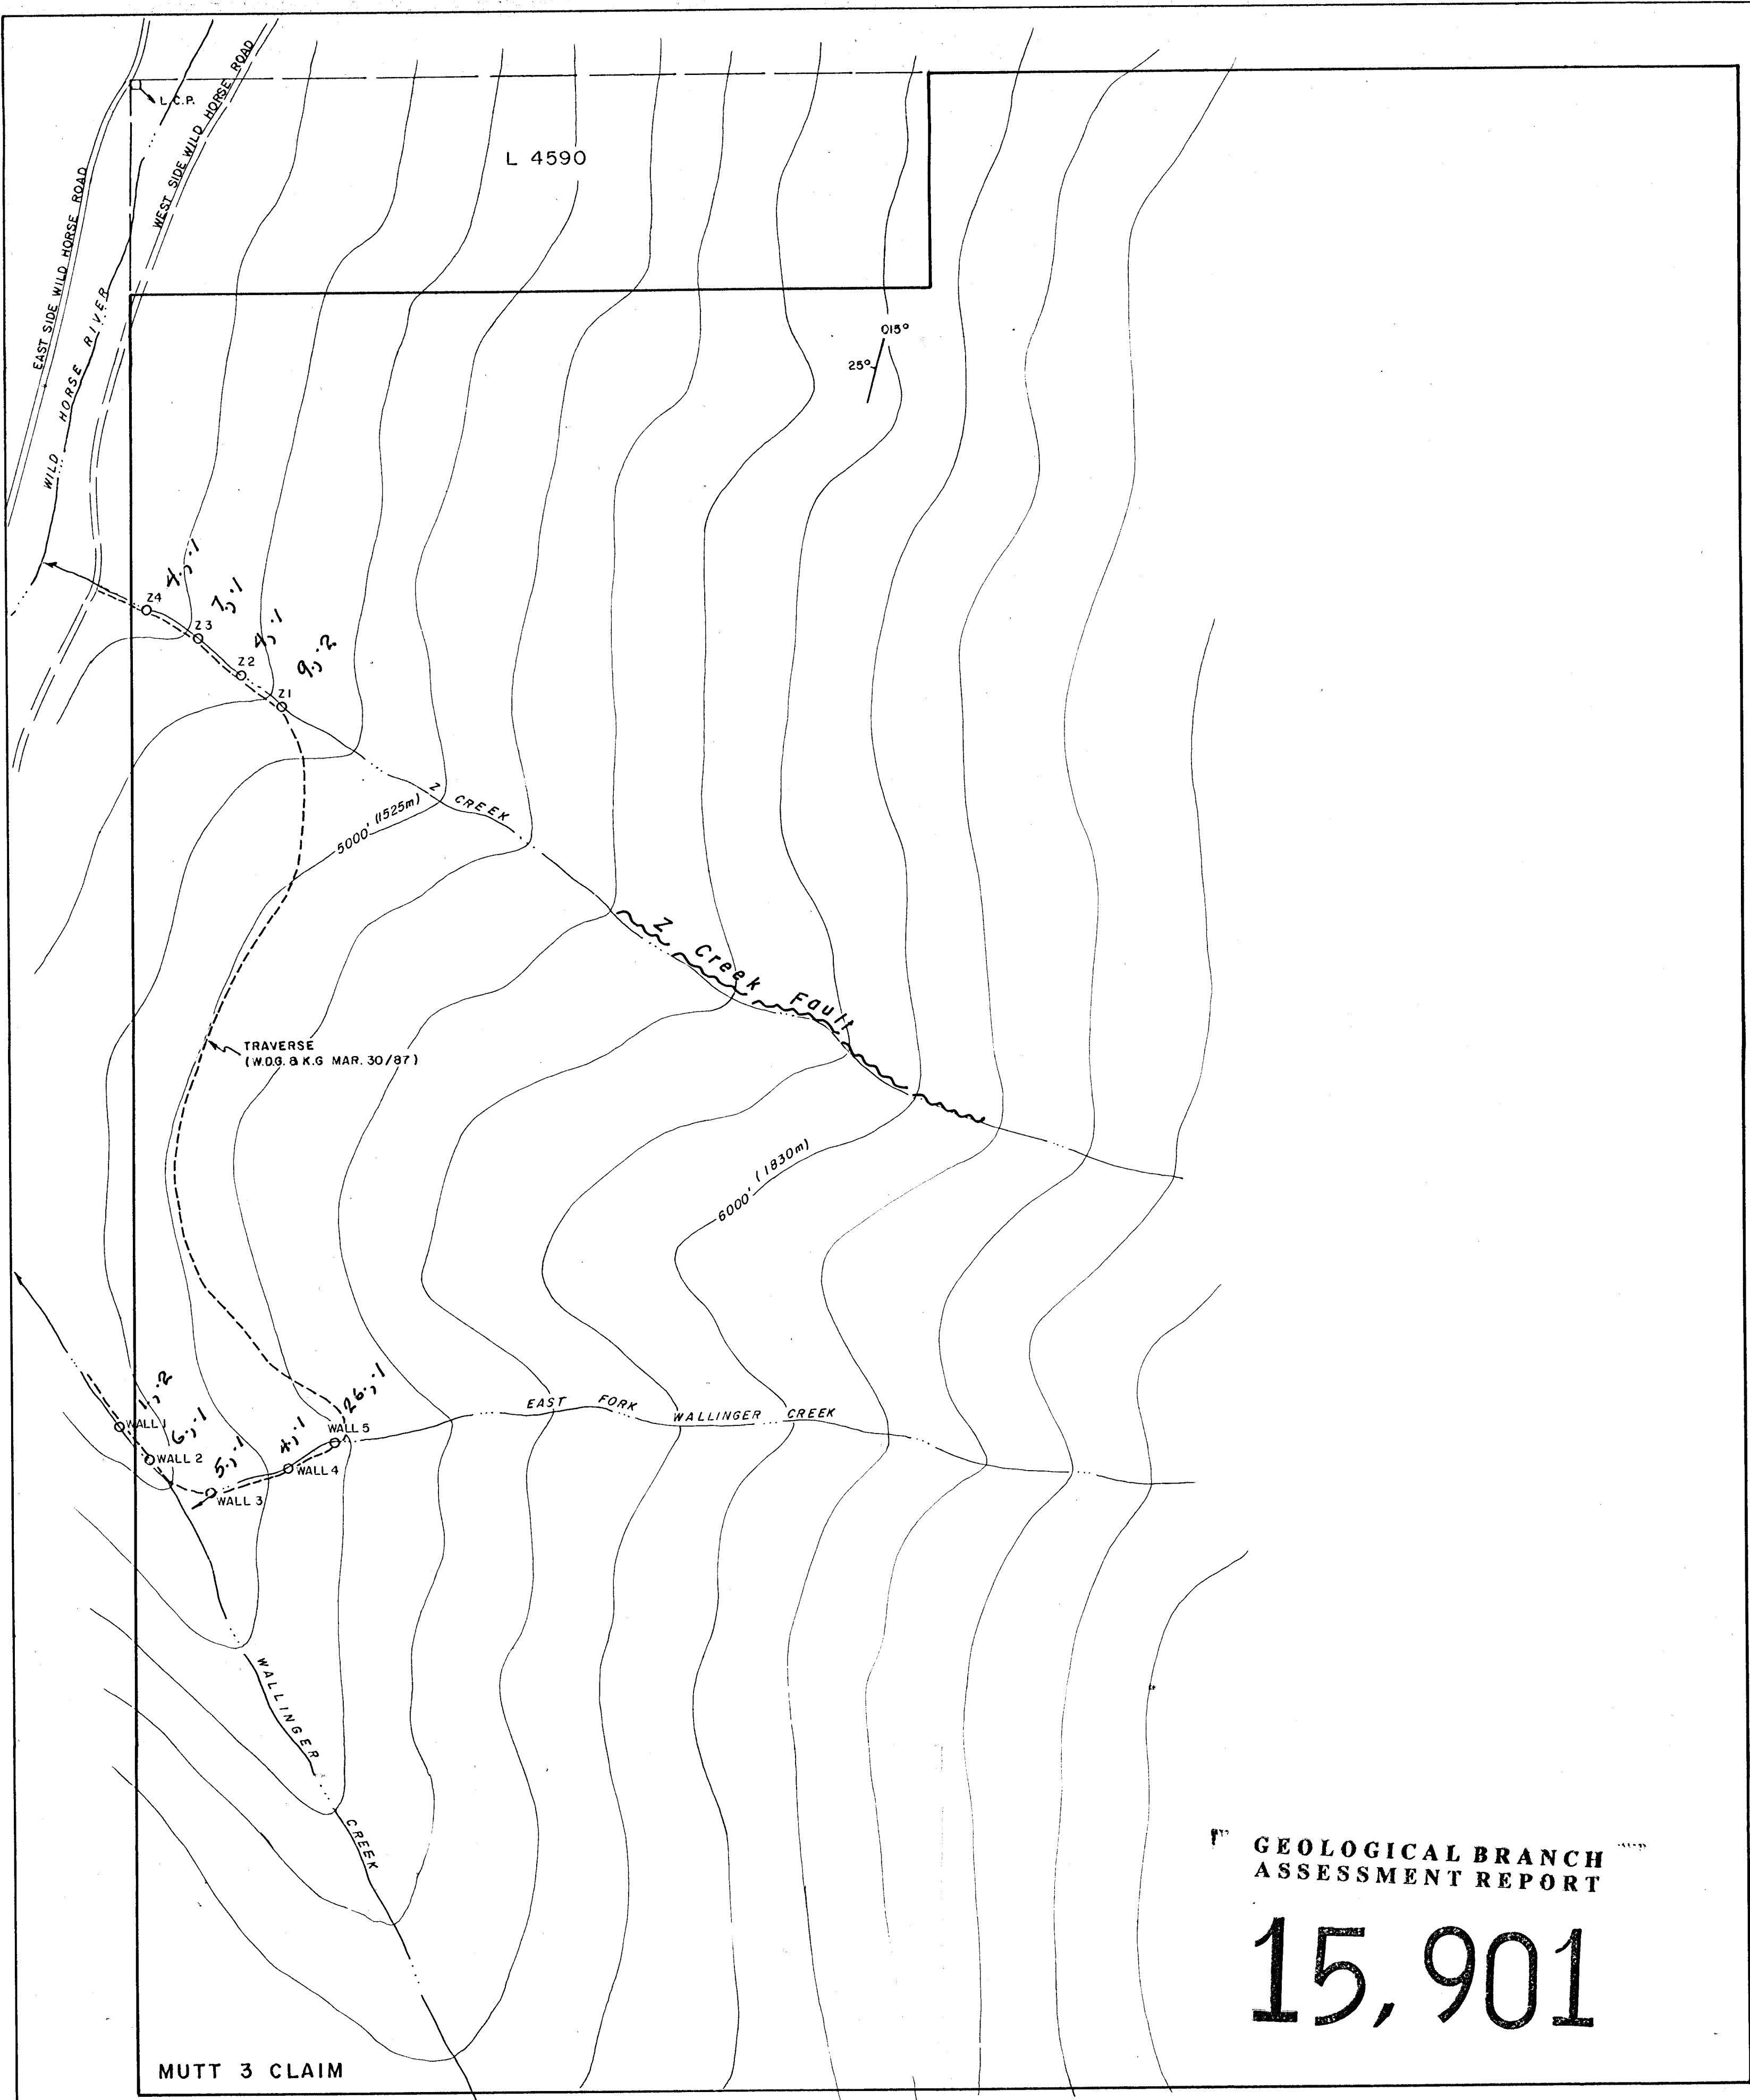 EAST SIDE WILD HORSE ROAD
WEST SIDE WILD HORSE ROAD
L.C.P.
L 4590
WILD HORSE RIVER
015°
25°
Z4
4., .1
Z3
7., .1
Z2
4., .1
Z1
9., .2
5000' (1525m)
Z CREEK
Z Creek Fault
TRAVERSE
(W.D.G. & K.G MAR. 30/87)
6000' (1830m)
WALL 1
1., .2
WALL 2
6., .1
WALL 3
5., .1
WALL 4
4., .1
WALL 5
26., .1
EAST FORK WALLINGER CREEK
WALLINGER CREEK
GEOLOGICAL BRANCH
ASSESSMENT REPORT
15,901
MUTT 3 CLAIM